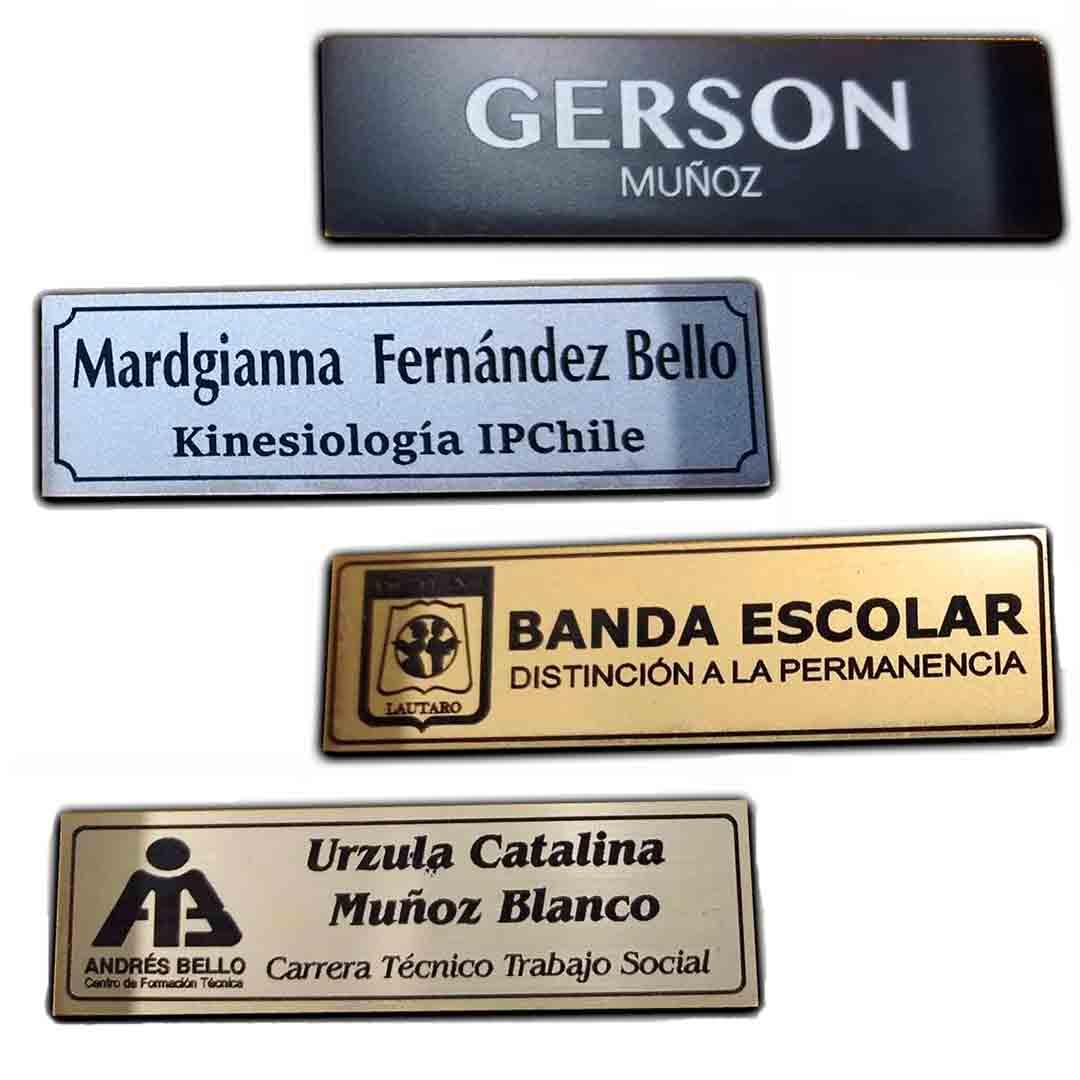 GERSON
MUÑOZ
Mardgianna Fernández Bello
Kinesiología IPChile
BANDA ESCOLAR
DISTINCIÓN A LA PERMANENCIA
LAUTARO
Urzula Catalina
Muñoz Blanco
ANDRÉS BELLO
Centro de Formación Técnica
Carrera Técnico Trabajo Social